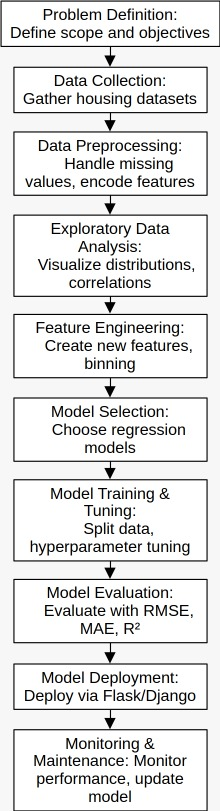 Problem Definition:
Define scope and objectives
Data Collection:
Gather housing datasets
Data Preprocessing:
Handle missing
values, encode features
Exploratory Data
Analysis:
Visualize distributions,
correlations
Feature Engineering:
Create new features,
binning
Model Selection:
Choose regression
models
Model Training &
Tuning:
Split data,
hyperparameter tuning
Model Evaluation:
Evaluate with RMSE,
MAE, R²
Model Deployment:
Deploy via Flask/Django
Monitoring &
Maintenance: Monitor
performance, update
model